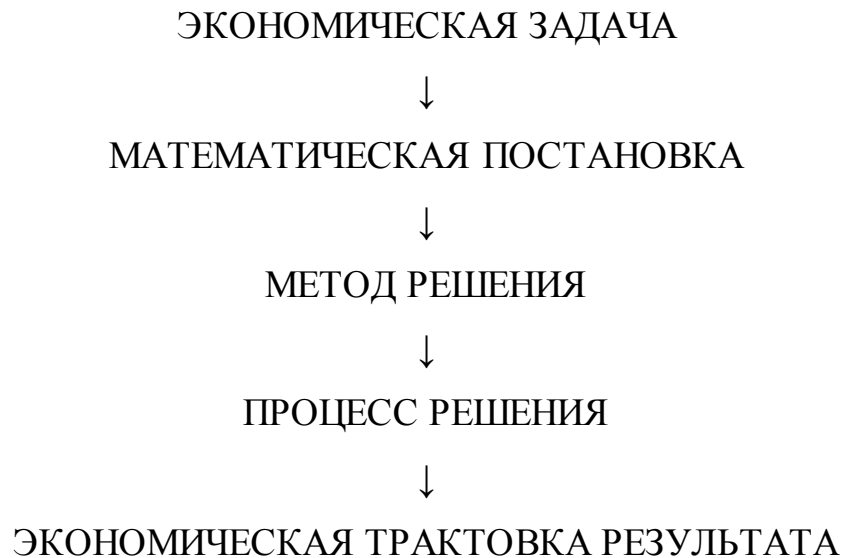 ЭКОНОМИЧЕСКАЯ ЗАДАЧА
↓
МАТЕМАТИЧЕСКАЯ ПОСТАНОВКА
↓
МЕТОД РЕШЕНИЯ
↓
ПРОЦЕСС РЕШЕНИЯ
↓
ЭКОНОМИЧЕСКАЯ ТРАКТОВКА РЕЗУЛЬТАТА